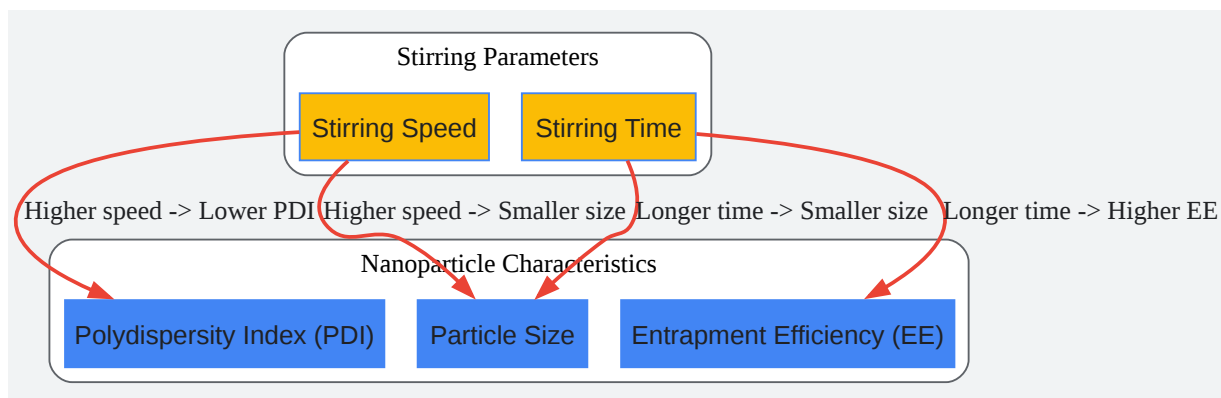 Stirring Parameters
Stirring Speed
Stirring Time
Higher speed -> Lower PDI
Higher speed -> Smaller size
Longer time -> Smaller size
Longer time -> Higher EE
Nanoparticle Characteristics
Polydispersity Index (PDI)
Particle Size
Entrapment Efficiency (EE)